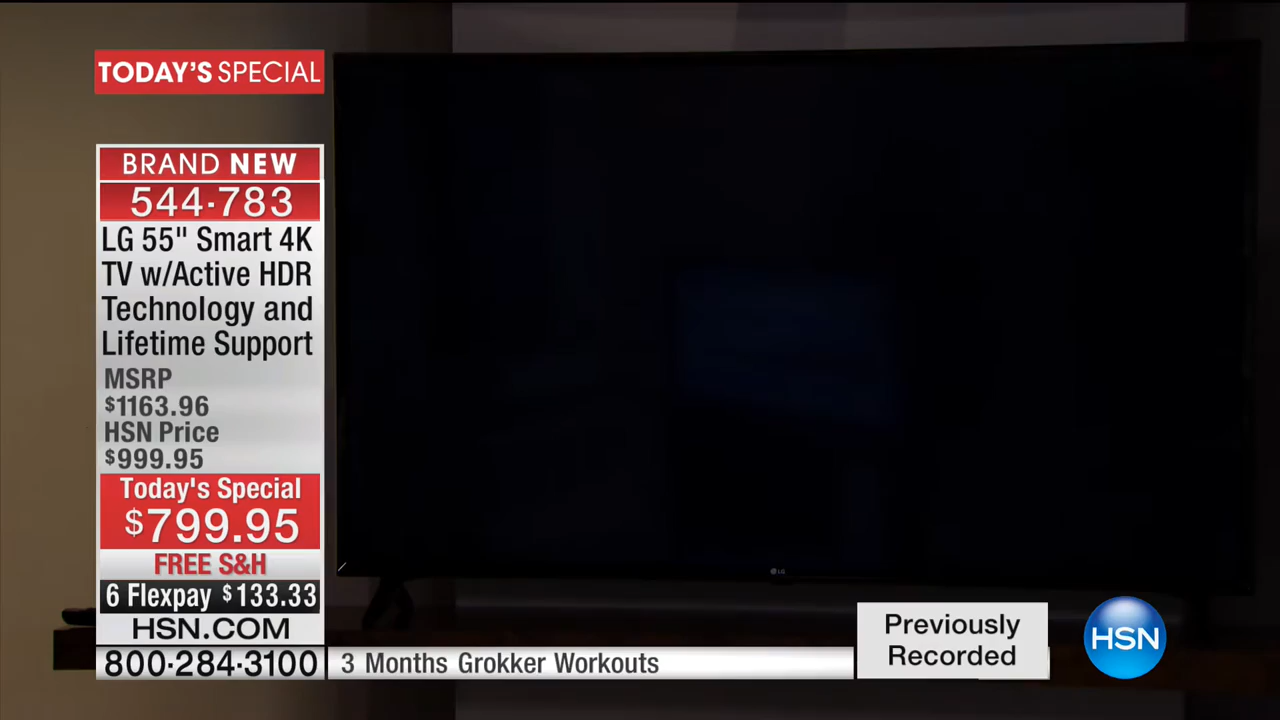 TODAY'S SPECIAL
BRAND NEW
544·783
LG 55" Smart 4K
TV w/Active HDR
Technology and
Lifetime Support
MSRP
$1163.96
HSN Price
$999.95
Today's Special
$799.95
FREE S&H
6 Flexpay $133.33
HSN.COM
800·284·3100
3 Months Grokker Workouts
Previously
Recorded
HSN
LG